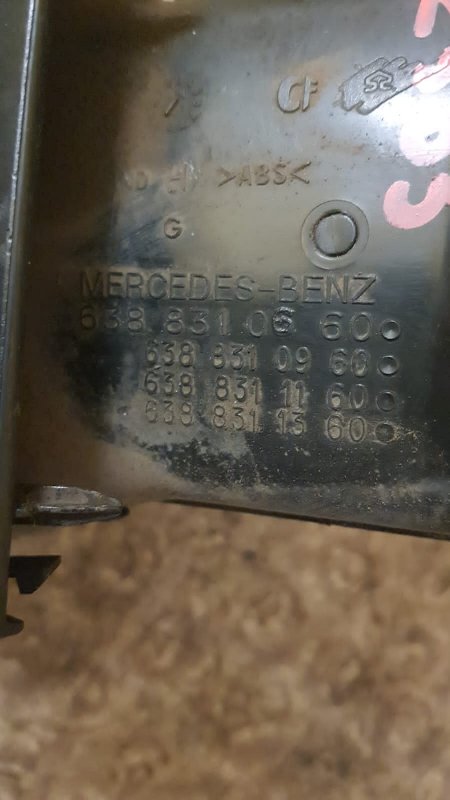 CF
>ABS<
G
MERCEDES-BENZ
638 831 06 60
638 831 09 60
638 831 11 60
638 831 13 60